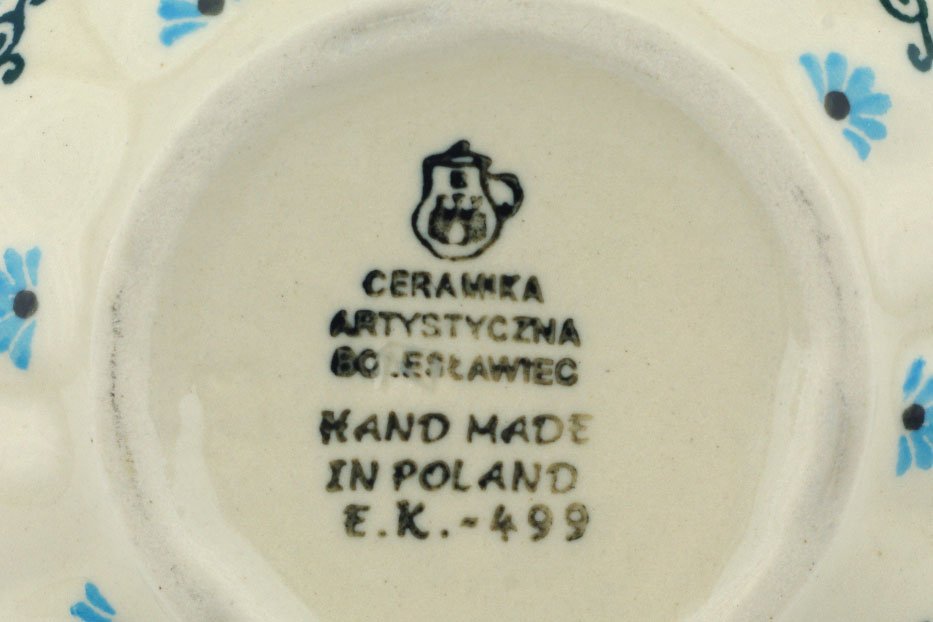 CERAMIKA
ARTYSTYCZNA
BOLESŁAWIEC
HAND MADE
IN POLAND
E.K.-499